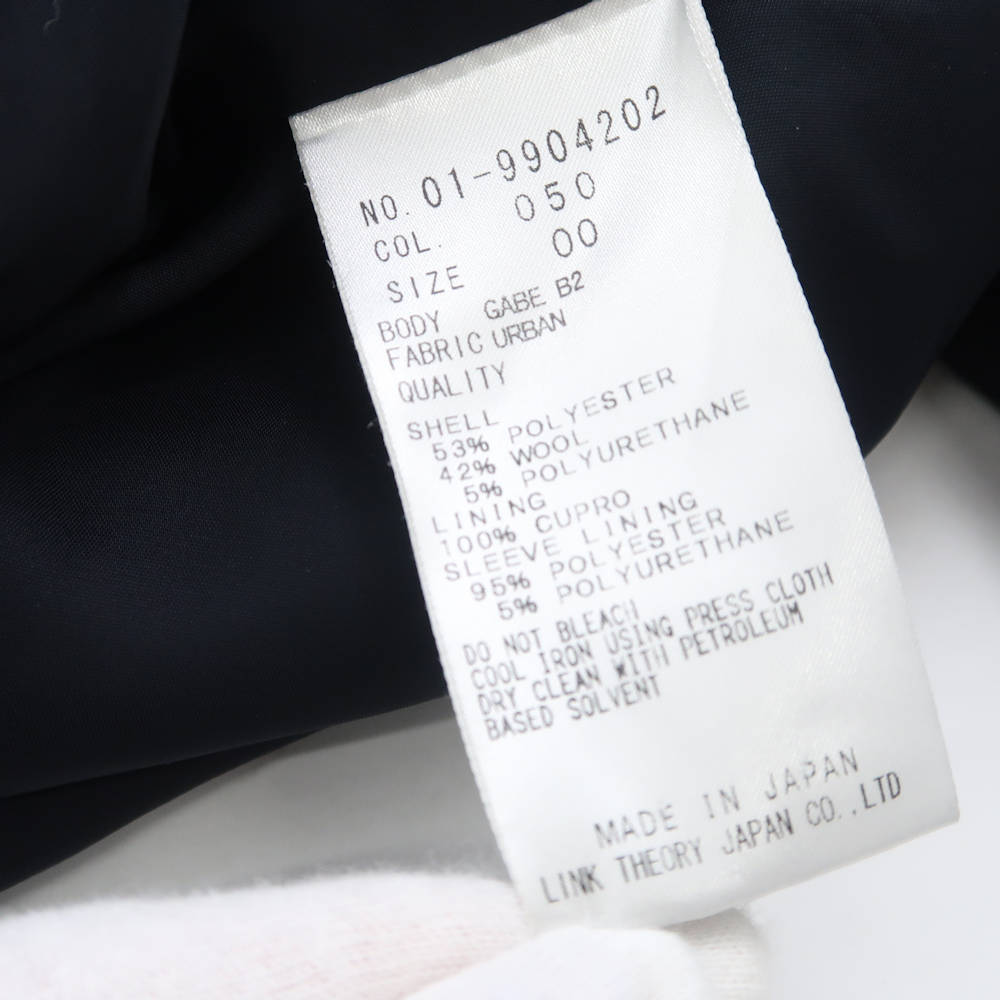 NO. 01-9904202
COL. 050
SIZE 00
BODY GABE B2
FABRIC URBAN
QUALITY
SHELL
53% POLYESTER
42% WOOL
5% POLYURETHANE
LINING
100% CUPRO
SLEEVE LINING
95% POLYESTER
5% POLYURETHANE
DO NOT BLEACH
COOL IRON USING PRESS CLOTH
DRY CLEAN WITH PETROLEUM
BASED SOLVENT
MADE IN JAPAN
LINK THEORY JAPAN CO.,LTD